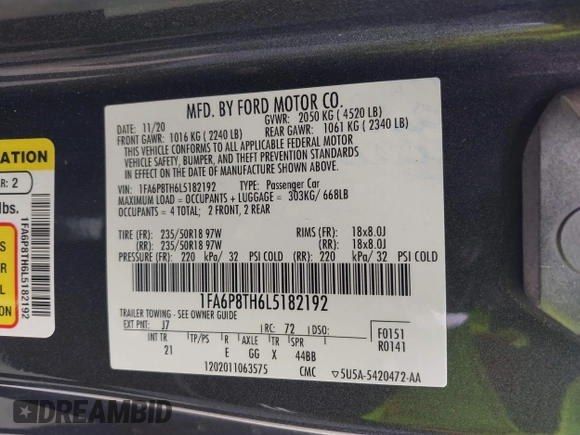 MFD. BY FORD MOTOR CO.
DATE: 11/20 GVWR: 2050 KG ( 4520 LB)
FRONT GAWR: 1016 KG ( 2240 LB) REAR GAWR: 1061 KG ( 2340 LB)
THIS VEHICLE CONFORMS TO ALL APPLICABLE FEDERAL MOTOR
VEHICLE SAFETY, BUMPER, AND THEFT PREVENTION STANDARDS
IN EFFECT ON THE DATE OF MANUFACTURE SHOWN ABOVE.
VIN: 1FA6P8TH6L5182192 TYPE: Passenger Car
MAXIMUM LOAD = OCCUPANTS + LUGGAGE = 303KG/ 668LB
OCCUPANTS = 4 TOTAL; 2 FRONT, 2 REAR
TIRE (F): 235/50R18 97W RIMS (F): 18x8.0J
(R): 235/50R18 97W (R): 18x8.0J
PRESSURE (F): 220 kPa/ 32 PSI COLD (R): 220 kPa/ 32 PSI COLD
1FA6P8TH6L5182192
TRAILER TOWING - SEE OWNER GUIDE
EXT PNT: J7 RC: 72 DSO: F0151
INT TR TP/PS R AXLE TR SPR R0141
21 E GG X 44BB
1202011063575 CMC ▽5U5A-5420472-AA
ATION
R: 2
lbs.
1FA6P8TH6L5182192
DREAMBID